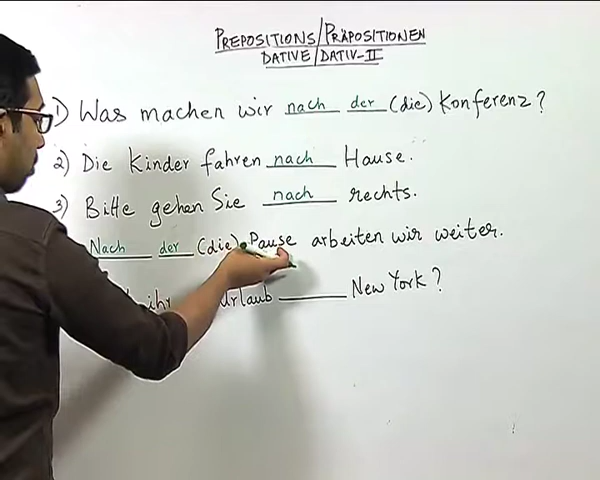 PREPOSITIONS/PRÄPOSITIONEN
DATIVE/DATIV-II
1) Was machen wir nach der (die) Konferenz?
2) Die Kinder fahren nach Hause.
3) Bitte gehen Sie nach rechts.
Nach der (die) Pause arbeiten wir weiter.
ihr Urlaub ______ New York?